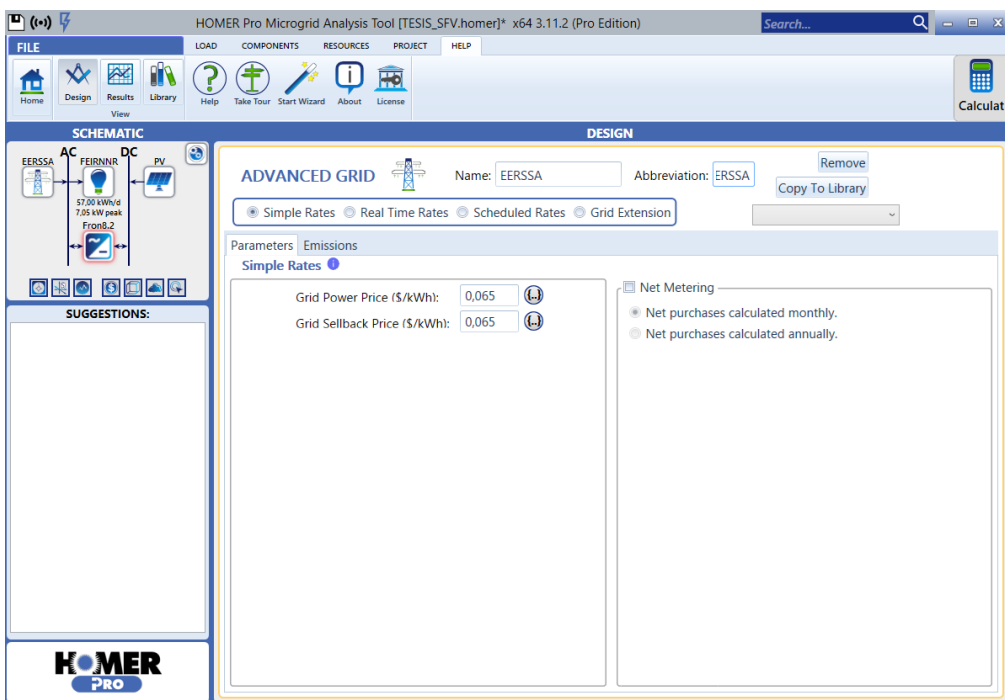 HOMER Pro Microgrid Analysis Tool [TESIS_SFV.homer]* x64 3.11.2 (Pro Edition)
Search...
FILE
LOAD COMPONENTS RESOURCES PROJECT HELP
Home Design Results Library Help Take Tour Start Wizard About License
View
Calculat
SCHEMATIC
DESIGN
AC DC
EERSSA FEIRNNR PV
57,00 kWh/d
7,05 kW peak
Fron8.2
SUGGESTIONS:
HOMER
PRO
ADVANCED GRID Name: EERSSA Abbreviation: ERSSA
Remove
Copy To Library
Simple Rates Real Time Rates Scheduled Rates Grid Extension
Parameters Emissions
Simple Rates
Grid Power Price ($/kWh): 0,065 {..}
Grid Sellback Price ($/kWh): 0,065 {..}
Net Metering
Net purchases calculated monthly.
Net purchases calculated annually.